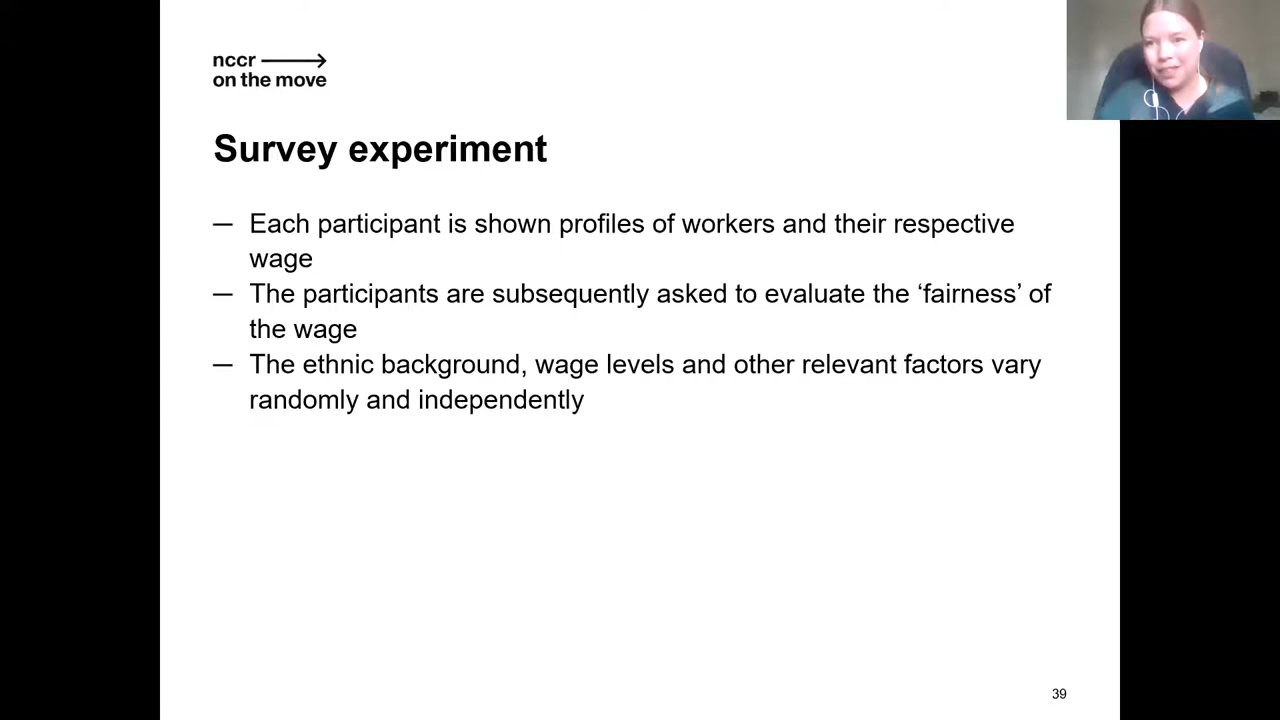 nccr
on the move
Survey experiment
— Each participant is shown profiles of workers and their respective
wage
— The participants are subsequently asked to evaluate the ‘fairness’ of
the wage
— The ethnic background, wage levels and other relevant factors vary
randomly and independently
39